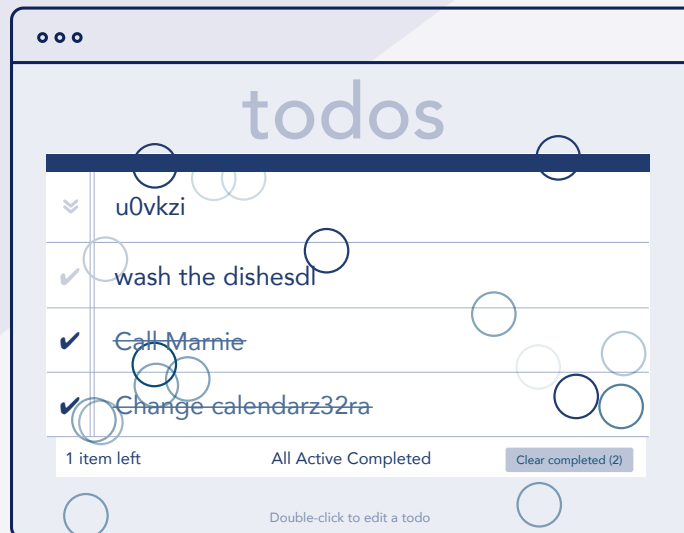 todos
u0vkzi
wash the dishesdl
Call Marnie
Change calendarz32ra
1 item left All Active Completed Clear completed (2)
Double-click to edit a todo